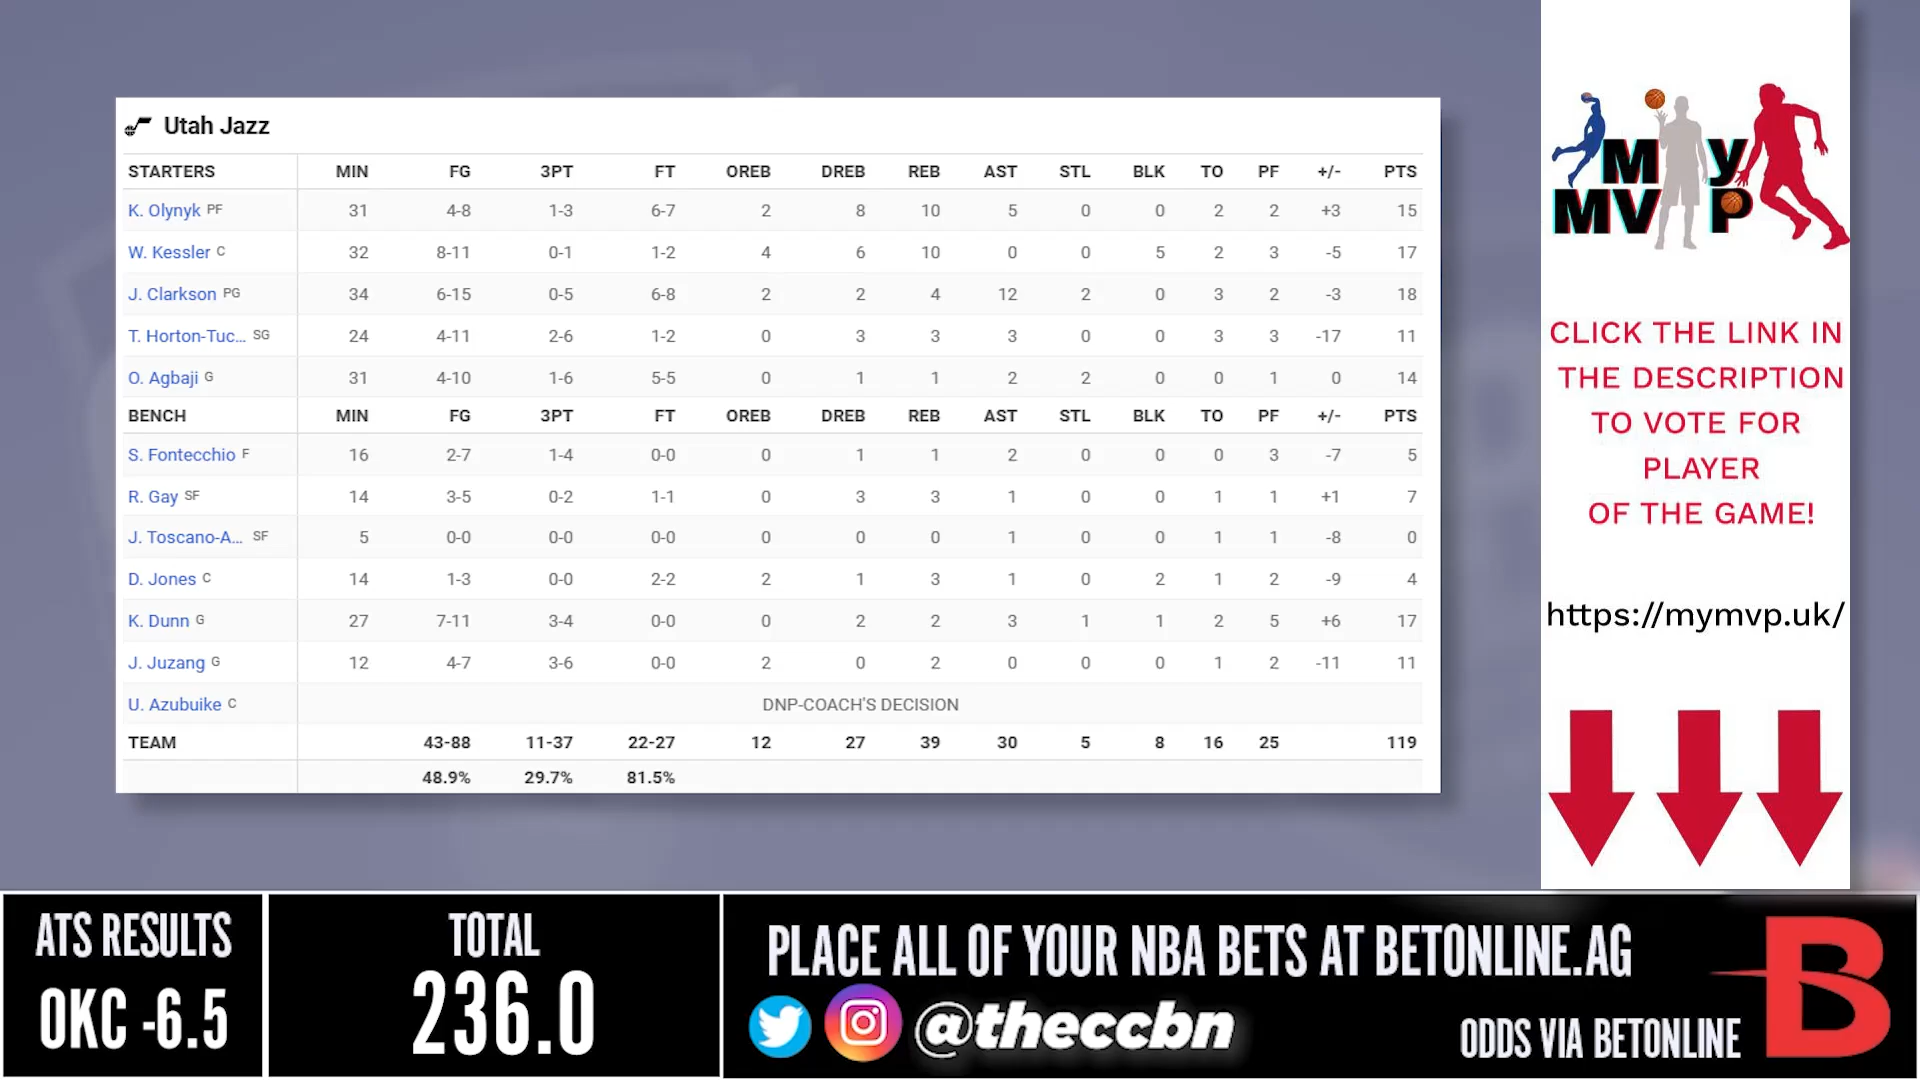 Utah Jazz
STARTERS MIN FG 3PT FT OREB DREB REB AST STL BLK TO PF +/- PTS
K. Olynyk PF 31 4-8 1-3 6-7 2 8 10 5 0 0 2 2 +3 15
W. Kessler C 32 8-11 0-1 1-2 4 6 10 0 0 5 2 3 -5 17
J. Clarkson PG 34 6-15 0-5 6-8 2 2 4 12 2 0 3 2 -3 18
T. Horton-Tuc... SG 24 4-11 2-6 1-2 0 3 3 3 0 0 3 3 -17 11
O. Agbaji G 31 4-10 1-6 5-5 0 1 1 2 2 0 0 1 0 14
BENCH MIN FG 3PT FT OREB DREB REB AST STL BLK TO PF +/- PTS
S. Fontecchio F 16 2-7 1-4 0-0 0 1 1 2 0 0 0 3 -7 5
R. Gay SF 14 3-5 0-2 1-1 0 3 3 1 0 0 1 1 +1 7
J. Toscano-A... SF 5 0-0 0-0 0-0 0 0 0 1 0 0 1 1 -8 0
D. Jones C 14 1-3 0-0 2-2 2 1 3 1 0 2 1 2 -9 4
K. Dunn G 27 7-11 3-4 0-0 0 2 2 3 1 1 2 5 +6 17
J. Juzang G 12 4-7 3-6 0-0 2 0 2 0 0 0 1 2 -11 11
U. Azubuike C DNP-COACH'S DECISION
TEAM 43-88 11-37 22-27 12 27 39 30 5 8 16 25 119
48.9% 29.7% 81.5%
My
MVP
CLICK THE LINK IN
THE DESCRIPTION
TO VOTE FOR
PLAYER
OF THE GAME!
https://mymvp.uk/
ATS RESULTS
OKC -6.5
TOTAL
236.0
PLACE ALL OF YOUR NBA BETS AT BETONLINE.AG
@theccbn
ODDS VIA BETONLINE
B